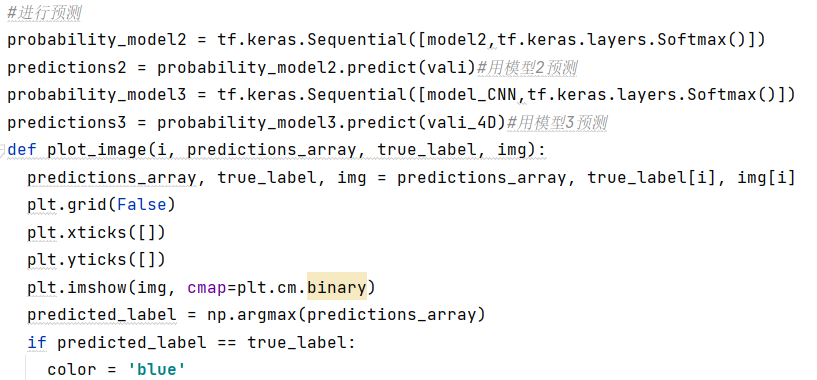 #进行预测
probability_model2 = tf.keras.Sequential([model2,tf.keras.layers.Softmax()])
predictions2 = probability_model2.predict(vali)#用模型2预测
probability_model3 = tf.keras.Sequential([model_CNN,tf.keras.layers.Softmax()])
predictions3 = probability_model3.predict(vali_4D)#用模型3预测
def plot_image(i, predictions_array, true_label, img):
  predictions_array, true_label, img = predictions_array, true_label[i], img[i]
  plt.grid(False)
  plt.xticks([])
  plt.yticks([])
  plt.imshow(img, cmap=plt.cm.binary)
  predicted_label = np.argmax(predictions_array)
  if predicted_label == true_label:
    color = 'blue'